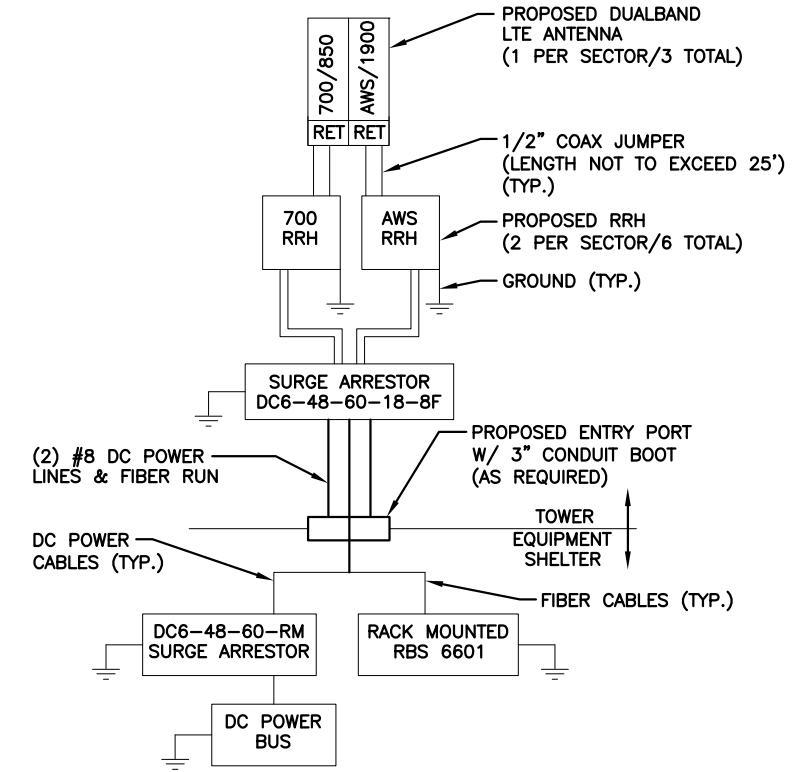 PROPOSED DUALBAND
LTE ANTENNA
(1 PER SECTOR/3 TOTAL)
700/850
AWS/1900
RET
RET
1/2" COAX JUMPER
(LENGTH NOT TO EXCEED 25')
(TYP.)
700
RRH
AWS
RRH
PROPOSED RRH
(2 PER SECTOR/6 TOTAL)
GROUND (TYP.)
SURGE ARRESTOR
DC6-48-60-18-8F
(2) #8 DC POWER
LINES & FIBER RUN
PROPOSED ENTRY PORT
W/ 3" CONDUIT BOOT
(AS REQUIRED)
TOWER
EQUIPMENT
SHELTER
DC POWER
CABLES (TYP.)
FIBER CABLES (TYP.)
DC6-48-60-RM
SURGE ARRESTOR
RACK MOUNTED
RBS 6601
DC POWER
BUS